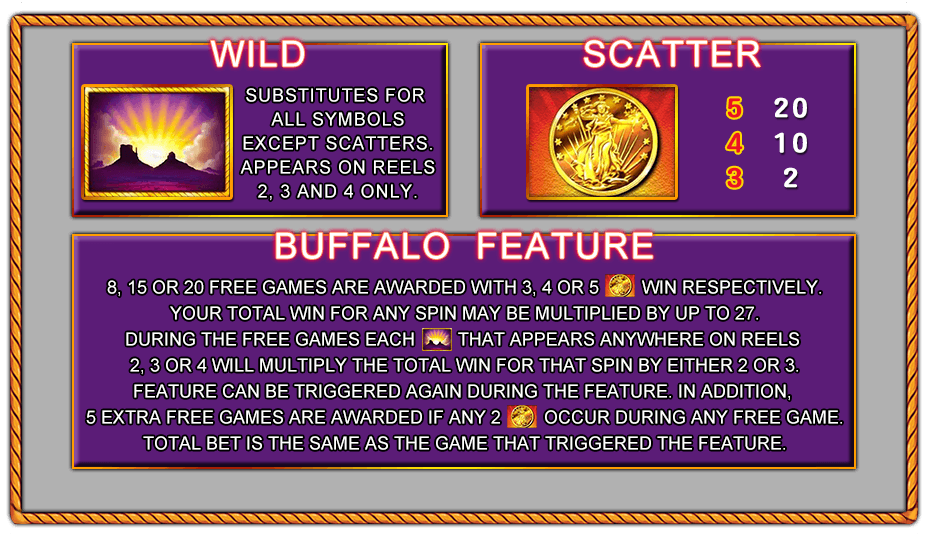 WILD
SUBSTITUTES FOR
ALL SYMBOLS
EXCEPT SCATTERS.
APPEARS ON REELS
2, 3 AND 4 ONLY.
SCATTER
5 20
4 10
3 2
BUFFALO FEATURE
8, 15 OR 20 FREE GAMES ARE AWARDED WITH 3, 4 OR 5 WIN RESPECTIVELY.
YOUR TOTAL WIN FOR ANY SPIN MAY BE MULTIPLIED BY UP TO 27.
DURING THE FREE GAMES EACH THAT APPEARS ANYWHERE ON REELS
2, 3 OR 4 WILL MULTIPLY THE TOTAL WIN FOR THAT SPIN BY EITHER 2 OR 3.
FEATURE CAN BE TRIGGERED AGAIN DURING THE FEATURE. IN ADDITION,
5 EXTRA FREE GAMES ARE AWARDED IF ANY 2 OCCUR DURING ANY FREE GAME.
TOTAL BET IS THE SAME AS THE GAME THAT TRIGGERED THE FEATURE.